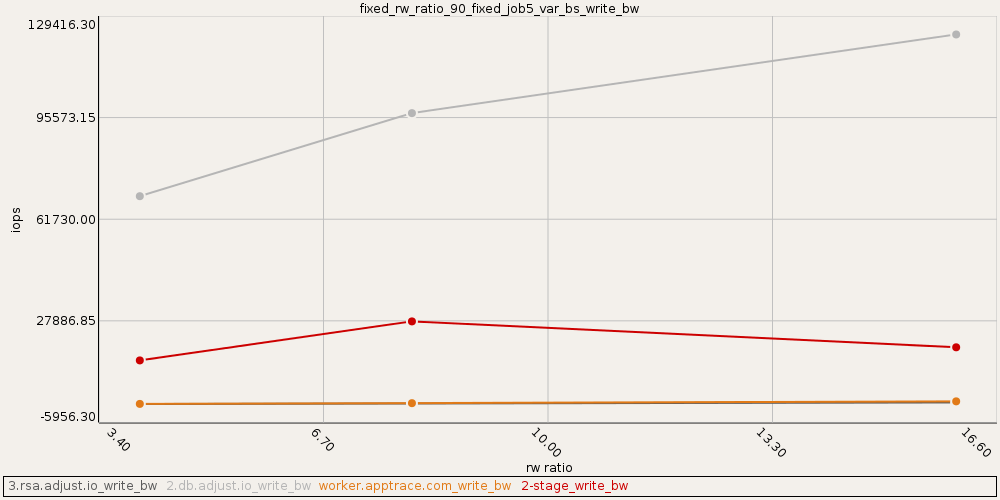 fixed_rw_ratio_90_fixed_job5_var_bs_write_bw
129416.30
95573.15
61730.00
27886.85
-5956.30
iops
3.40 6.70 10.00 13.30 16.60
rw ratio
3.rsa.adjust.io_write_bw 2.db.adjust.io_write_bw worker.apptrace.com_write_bw 2-stage_write_bw